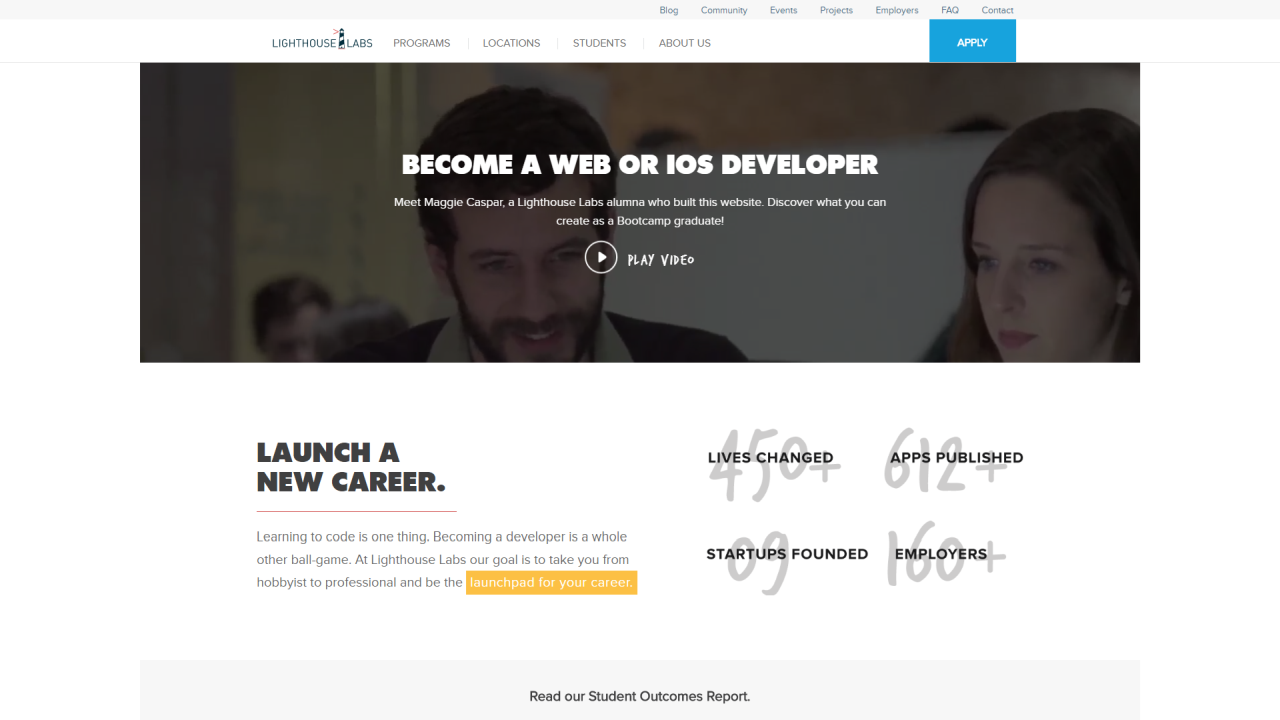 Blog Community Events Projects Employers FAQ Contact
LIGHTHOUSE LABS PROGRAMS LOCATIONS STUDENTS ABOUT US APPLY
BECOME A WEB OR IOS DEVELOPER
Meet Maggie Caspar, a Lighthouse Labs alumna who built this website. Discover what you can
create as a Bootcamp graduate!
PLAY VIDEO
LAUNCH A
NEW CAREER.
Learning to code is one thing. Becoming a developer is a whole
other ball-game. At Lighthouse Labs our goal is to take you from
hobbyist to professional and be the launchpad for your career.
450+ LIVES CHANGED
612+ APPS PUBLISHED
09 STARTUPS FOUNDED
160+ EMPLOYERS
Read our Student Outcomes Report.